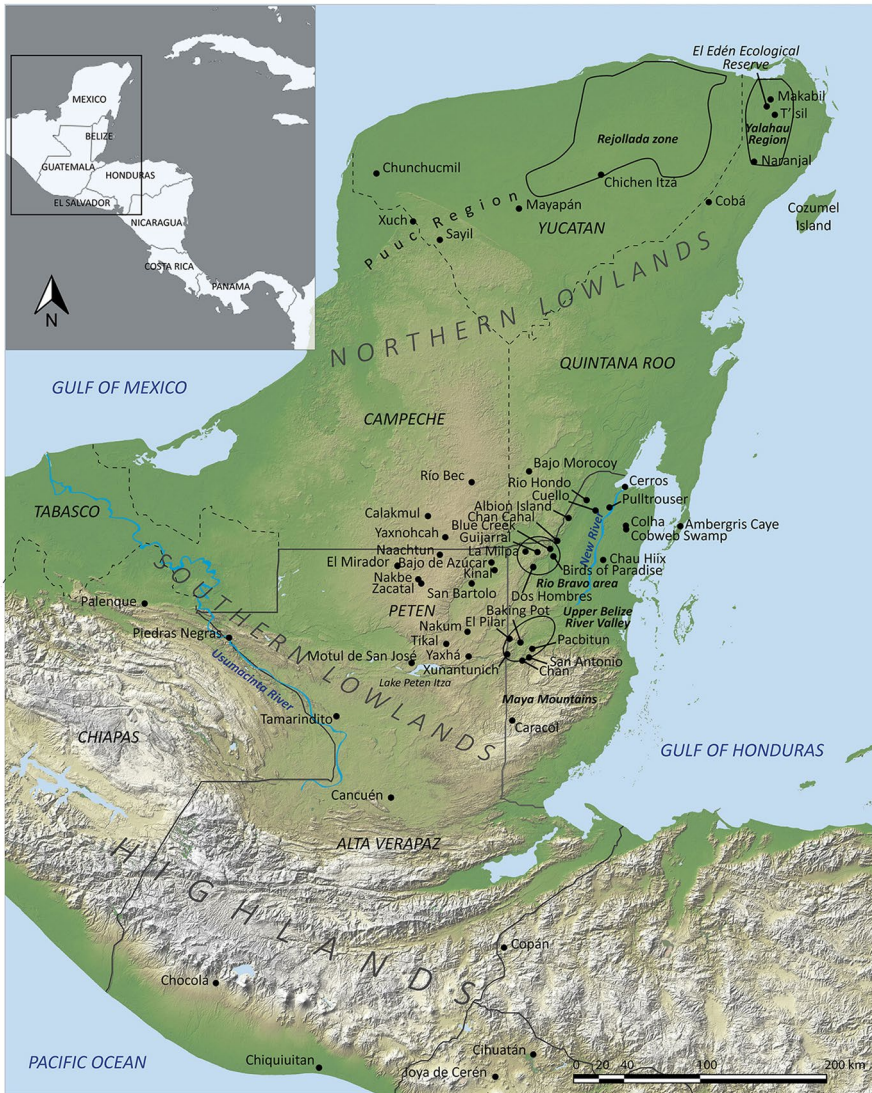 MEXICO
BELIZE
GUATEMALA
HONDURAS
EL SALVADOR
NICARAGUA
COSTA RICA
PANAMA
N
El Edén Ecological
Reserve
Makabil
T'isil
Yalahau
Region
Rejollada zone
Naranjal
Chunchucmil
Chichen Itzá
Puuc Region
Mayapán
Cobá
Cozumel
Island
Xuch
Sayil
YUCATAN
NORTHERN LOWLANDS
QUINTANA ROO
GULF OF MEXICO
CAMPECHE
Bajo Morocoy
Río Bec
Rio Hondo
Cerros
Cuello
Pulltrouser
Albion Island
Calakmul
Chan Cahal
TABASCO
Blue Creek
Colha
Ambergris Caye
Yaxnohcah
Guijarral
Cobweb Swamp
New River
Naachtun
La Milpa
El Mirador
Bajo de Azúcar
Chau Hiix
Birds of Paradise
Nakbe
Kinal
Rio Bravo area
Zacatal
San Bartolo
Dos Hombres
SOUTHERN LOWLANDS
Palenque
PETEN
Baking Pot
Upper Belize
River Valley
Nakum
El Pilar
Piedras Negras
Tikal
Pacbitun
Motul de San José
Yaxhá
San Antonio
Xunantunich
Chan
Usumacinta River
Lake Peten Itza
Maya Mountains
Tamarindito
Caracol
CHIAPAS
GULF OF HONDURAS
Cancuén
ALTA VERAPAZ
HIGHLANDS
Copán
Chocola
PACIFIC OCEAN
Chiquiuitan
Cihuatán
Joya de Cerén
0 20 40 100 200 km